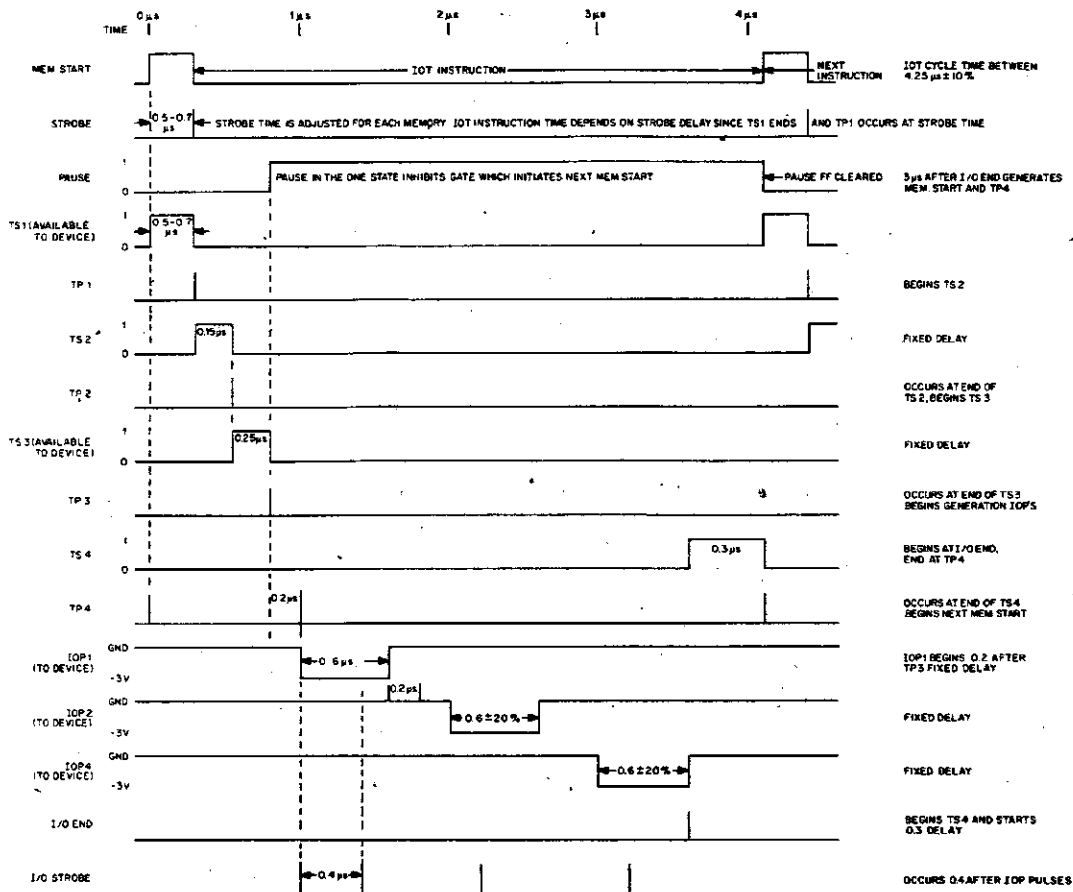 TIME 0μs 1μs 2μs 3μs 4μs
MEM START IOT INSTRUCTION NEXT INSTRUCTION IOT CYCLE TIME BETWEEN 4.25 μs ± 10%
STROBE 0.5-0.7 μs STROBE TIME IS ADJUSTED FOR EACH MEMORY IOT INSTRUCTION TIME DEPENDS ON STROBE DELAY SINCE TS1 ENDS AND TP1 OCCURS AT STROBE TIME
PAUSE 1 0 PAUSE IN THE ONE STATE INHIBITS GATE WHICH INITIATES NEXT MEM START PAUSE FF CLEARED 3μs AFTER I/O END GENERATES MEM. START AND TP4
TS1 (AVAILABLE TO DEVICE) 1 0 0.5-0.7 μs
TP 1 BEGINS TS 2
TS 2 1 0 0.15μs FIXED DELAY
TP 2 OCCURS AT END OF TS 2, BEGINS TS 3
TS 3 (AVAILABLE TO DEVICE) 1 0 0.25μs FIXED DELAY
TP 3 OCCURS AT END OF TS3 BEGINS GENERATION IOP'S
TS 4 1 0 0.3μs BEGINS AT I/O END, END AT TP4
TP 4 0.2μs OCCURS AT END OF TS4 BEGINS NEXT MEM START
IOP1 (TO DEVICE) GND -3V 0.6μs IOP1 BEGINS 0.2 AFTER TP3 FIXED DELAY
IOP2 (TO DEVICE) GND -3V 0.2μs 0.6±20% FIXED DELAY
IOP4 (TO DEVICE) GND -3V 0.6±20% FIXED DELAY
I/O END BEGINS TS4 AND STARTS 0.3 DELAY
I/O STROBE 0.4μs OCCURS 0.4 AFTER IOP PULSES